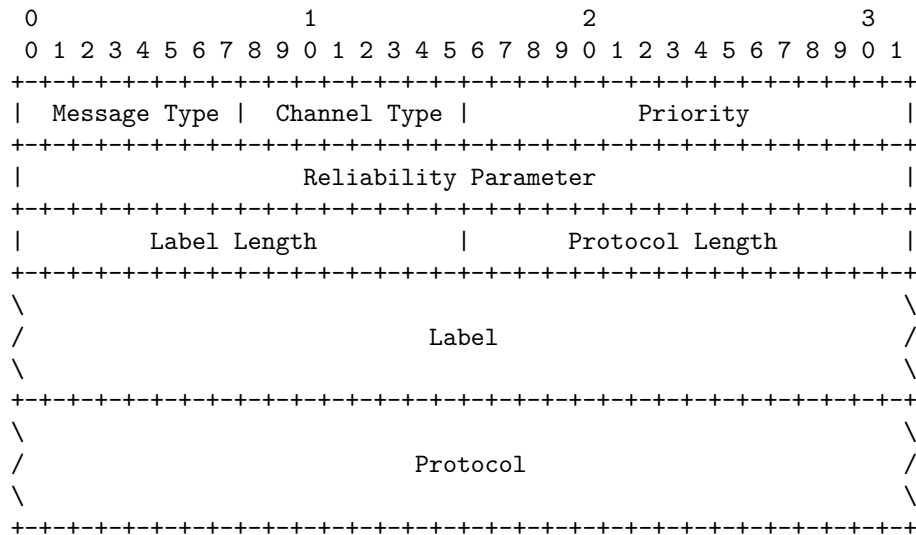 0                   1                   2                   3
 0 1 2 3 4 5 6 7 8 9 0 1 2 3 4 5 6 7 8 9 0 1 2 3 4 5 6 7 8 9 0 1
+-+-+-+-+-+-+-+-+-+-+-+-+-+-+-+-+-+-+-+-+-+-+-+-+-+-+-+-+-+-+-+-+
|  Message Type |  Channel Type |            Priority           |
+-+-+-+-+-+-+-+-+-+-+-+-+-+-+-+-+-+-+-+-+-+-+-+-+-+-+-+-+-+-+-+-+
|                    Reliability Parameter                      |
+-+-+-+-+-+-+-+-+-+-+-+-+-+-+-+-+-+-+-+-+-+-+-+-+-+-+-+-+-+-+-+-+
|         Label Length          |       Protocol Length         |
+-+-+-+-+-+-+-+-+-+-+-+-+-+-+-+-+-+-+-+-+-+-+-+-+-+-+-+-+-+-+-+-+
\                                                               \
/                             Label                             /
\                                                               \
+-+-+-+-+-+-+-+-+-+-+-+-+-+-+-+-+-+-+-+-+-+-+-+-+-+-+-+-+-+-+-+-+
\                                                               \
/                            Protocol                           /
\                                                               \
+-+-+-+-+-+-+-+-+-+-+-+-+-+-+-+-+-+-+-+-+-+-+-+-+-+-+-+-+-+-+-+-+